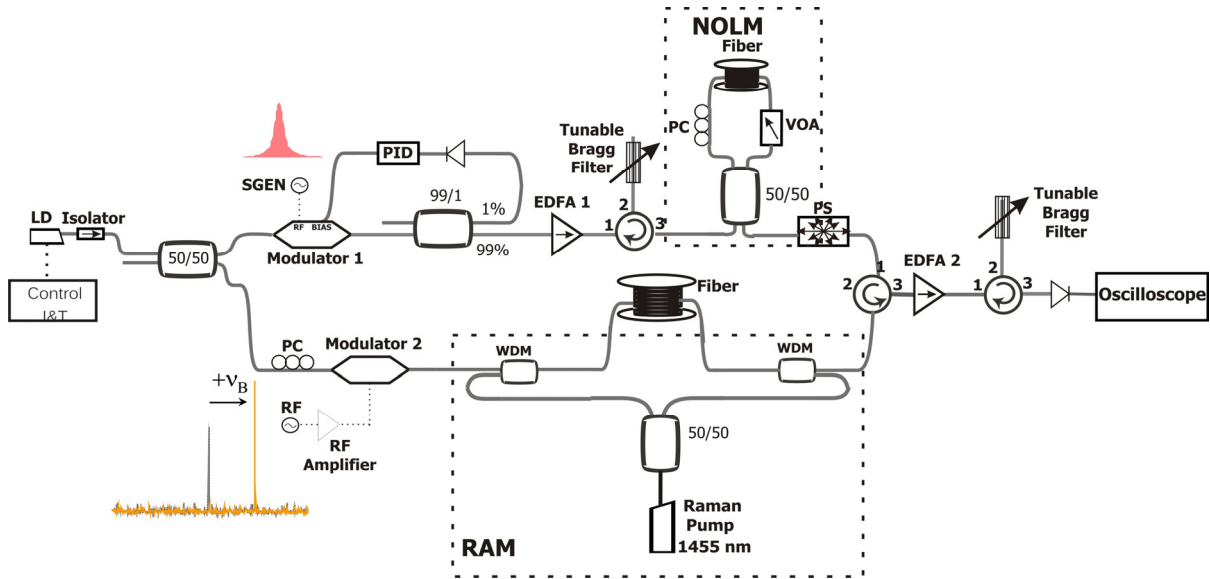 NOLM
Fiber
PC
VOA
50/50
Tunable
Bragg
Filter
2
1
3
PID
SGEN
RF BIAS
Modulator 1
99/1
1%
99%
EDFA 1
LD
Isolator
50/50
Control
I&T
PS
1
2
3
EDFA 2
Tunable
Bragg
Filter
2
1
3
Oscilloscope
Fiber
PC
Modulator 2
WDM
WDM
+νB
RF
RF
Amplifier
50/50
Raman
Pump
1455 nm
RAM